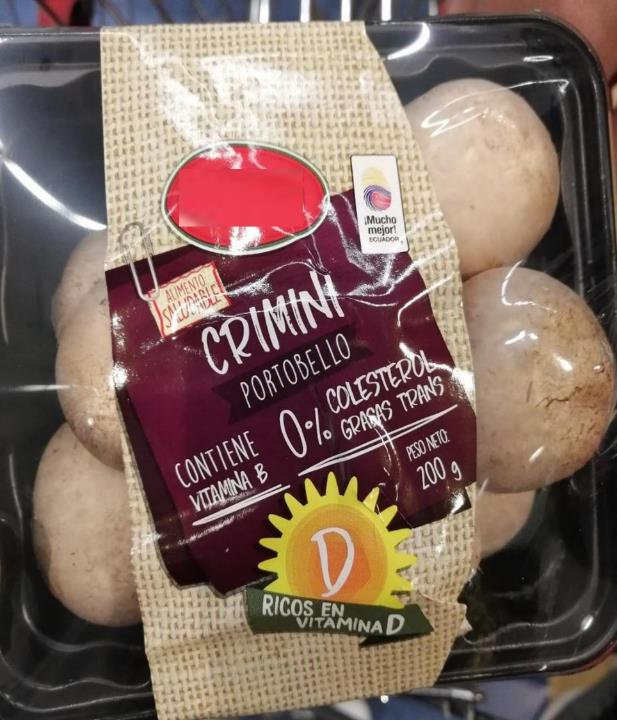 ¡Mucho
mejor!
ECUADOR
ALIMENTO
SALUDABLE
CRIMINI
PORTOBELLO
CONTIENE
VITAMINA B
0% COLESTEROL
GRASAS TRANS
PESO NETO:
200 g
D
RICOS EN
VITAMINA D